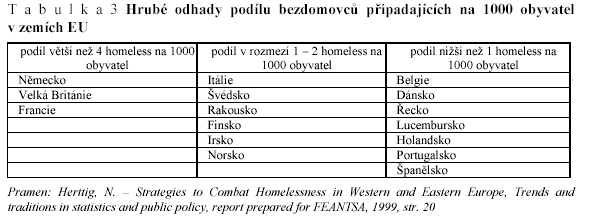 Tabulka 3 Hrubé odhady podílu bezdomovců připadajících na 1000 obyvatel
v zemích EU
podíl větší než 4 homeless na 1000 obyvatel | podíl v rozmezí 1 – 2 homeless na 1000 obyvatel | podíl nižší než 1 homeless na 1000 obyvatel
Německo | Itálie | Belgie
Velká Británie | Švédsko | Dánsko
Francie | Rakousko | Řecko
Finsko | Lucembursko
Irsko | Holandsko
Norsko | Portugalsko
Španělsko
Pramen: Herttig, N. – Strategies to Combat Homelessness in Western and Eastern Europe, Trends and
traditions in statistics and public policy, report prepared for FEANTSA, 1999, str. 20